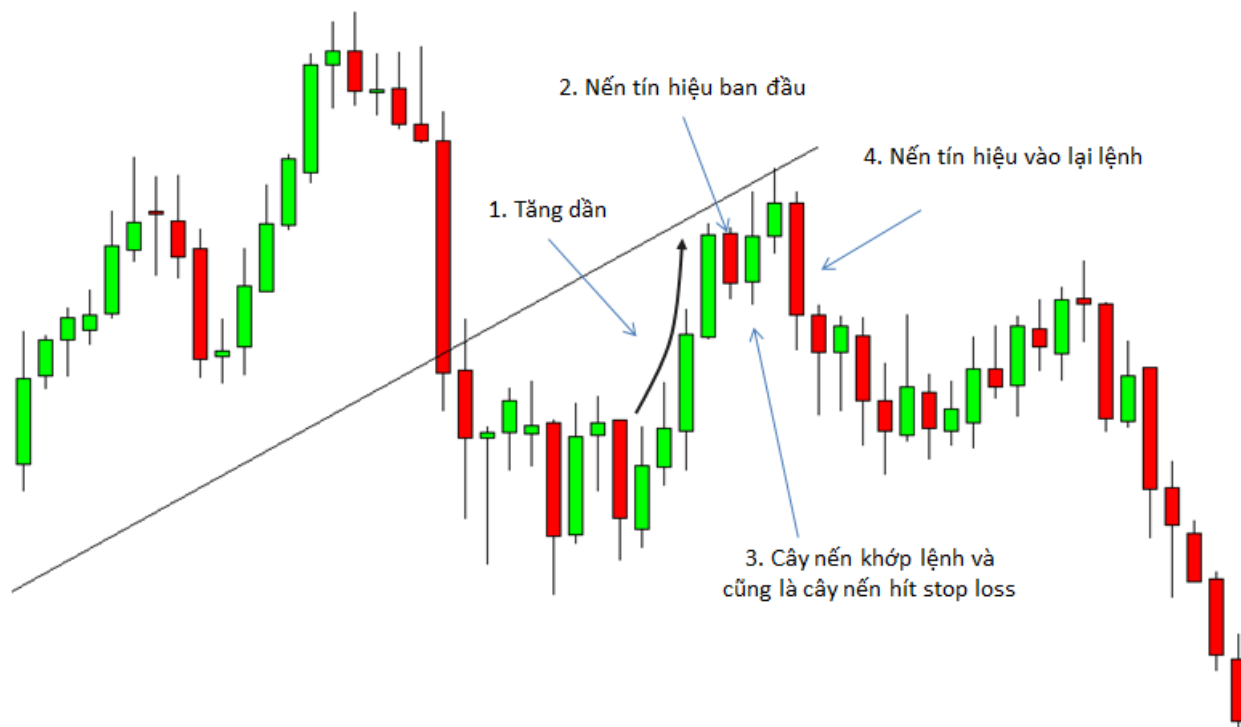 2. Nến tín hiệu ban đầu
4. Nến tín hiệu vào lại lệnh
1. Tăng dần
3. Cây nến khớp lệnh và
cũng là cây nến hít stop loss